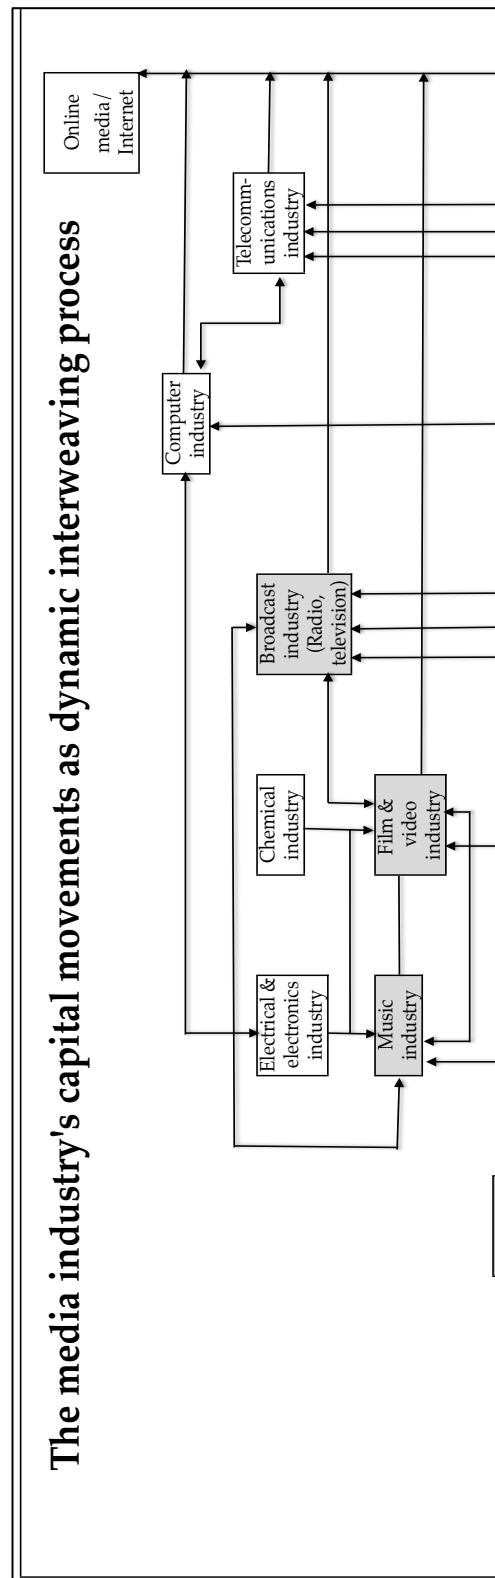 The media industry's capital movements as dynamic interweaving process
Online
media/
Internet
Computer
industry
Telecomm-
unications
industry
Electrical &
electronics
industry
Chemical
industry
Broadcast
industry
(Radio,
television)
Music
industry
Film &
video
industry